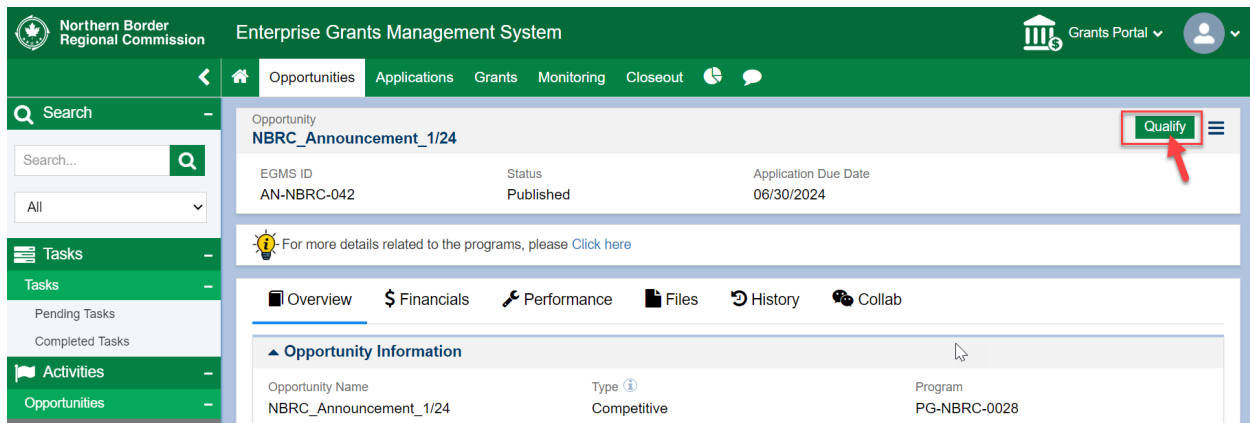 Northern Border
Regional Commission
Enterprise Grants Management System
Grants Portal
Opportunities Applications Grants Monitoring Closeout
Search
Search...
All
Tasks
Tasks
Pending Tasks
Completed Tasks
Activities
Opportunities
Opportunity
NBRC_Announcement_1/24
Qualify
EGMS ID Status Application Due Date
AN-NBRC-042 Published 06/30/2024
For more details related to the programs, please Click here
Overview Financials Performance Files History Collab
Opportunity Information
Opportunity Name Type Program
NBRC_Announcement_1/24 Competitive PG-NBRC-0028